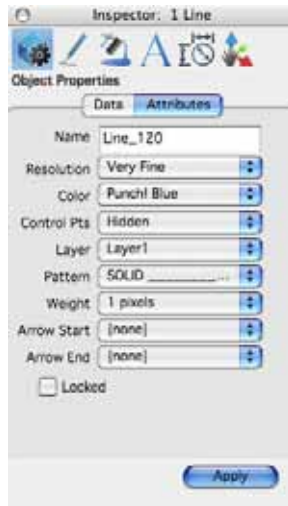 Inspector: 1 Line
Object Properties
Data Attributes
Name Line_120
Resolution Very Fine
Color Punch! Blue
Control Pts Hidden
Layer Layer1
Pattern SOLID __________...
Weight 1 pixels
Arrow Start [none]
Arrow End [none]
Locked
Apply